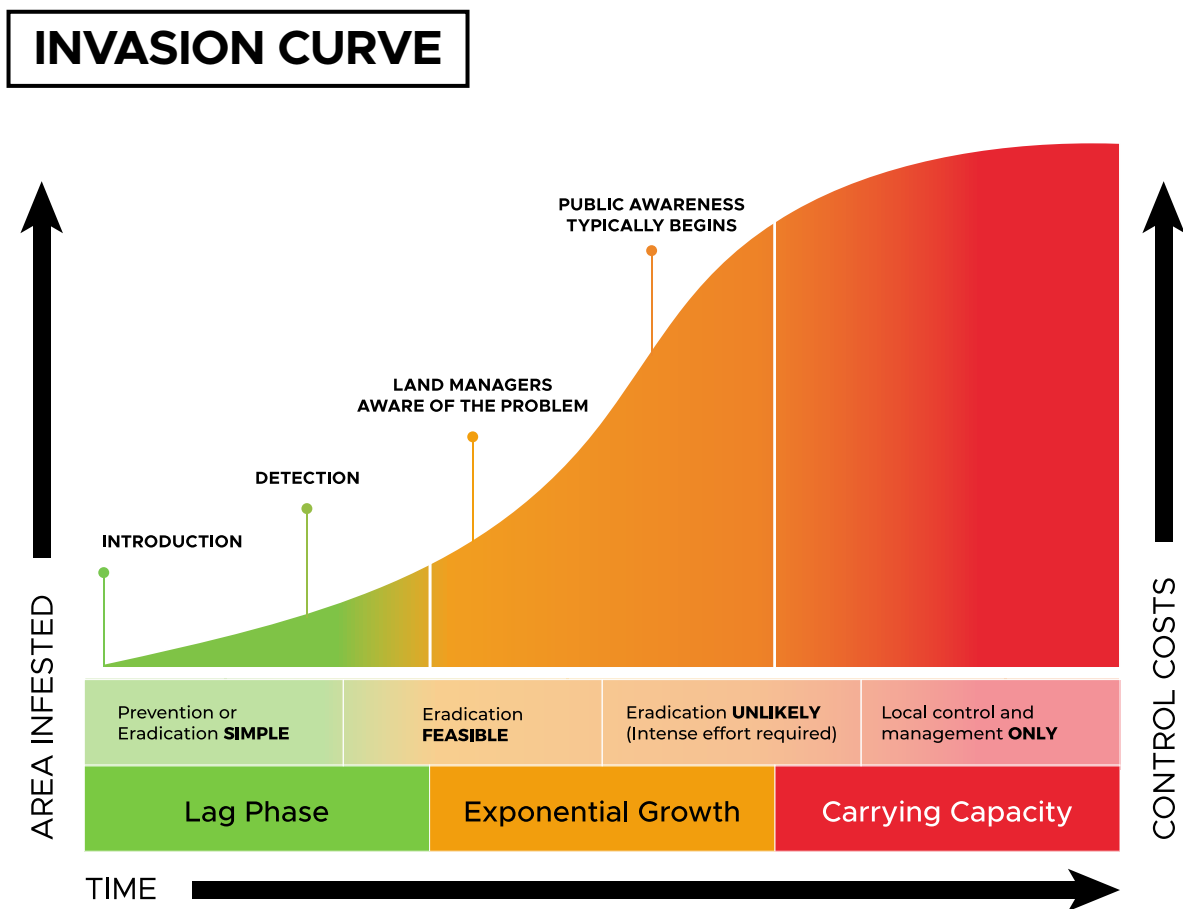 INVASION CURVE
PUBLIC AWARENESS
TYPICALLY BEGINS
LAND MANAGERS
AWARE OF THE PROBLEM
DETECTION
INTRODUCTION
AREA INFESTED
CONTROL COSTS
Prevention or
Eradication SIMPLE
Eradication
FEASIBLE
Eradication UNLIKELY
(Intense effort required)
Local control and
management ONLY
Lag Phase
Exponential Growth
Carrying Capacity
TIME